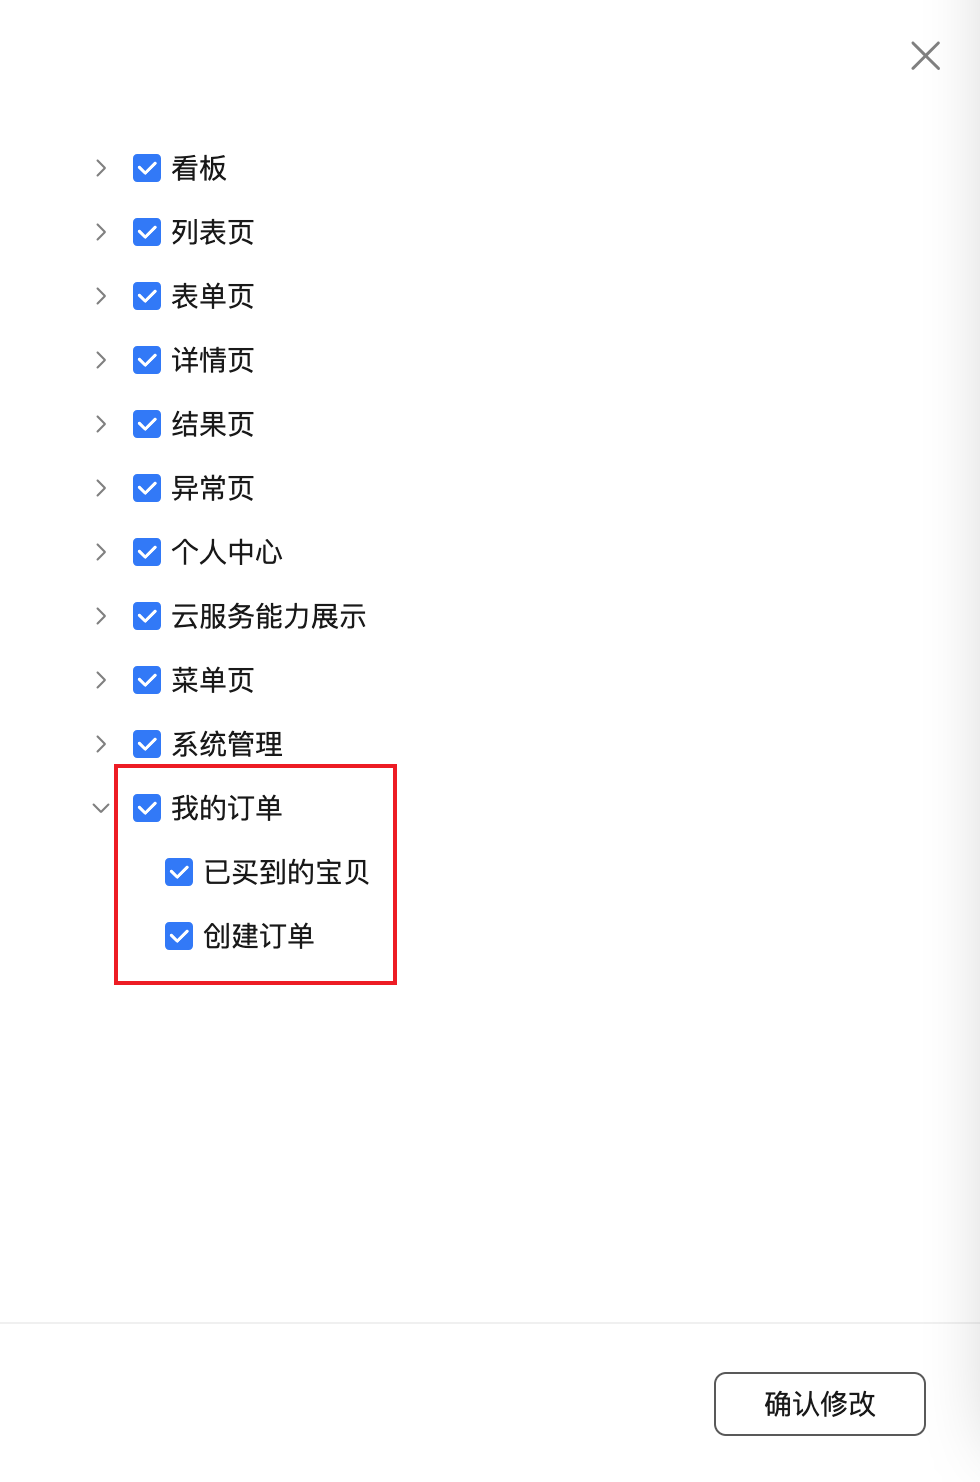 看板
列表页
表单页
详情页
结果页
异常页
个人中心
云服务能力展示
菜单页
系统管理
我的订单
已买到的宝贝
创建订单
确认修改